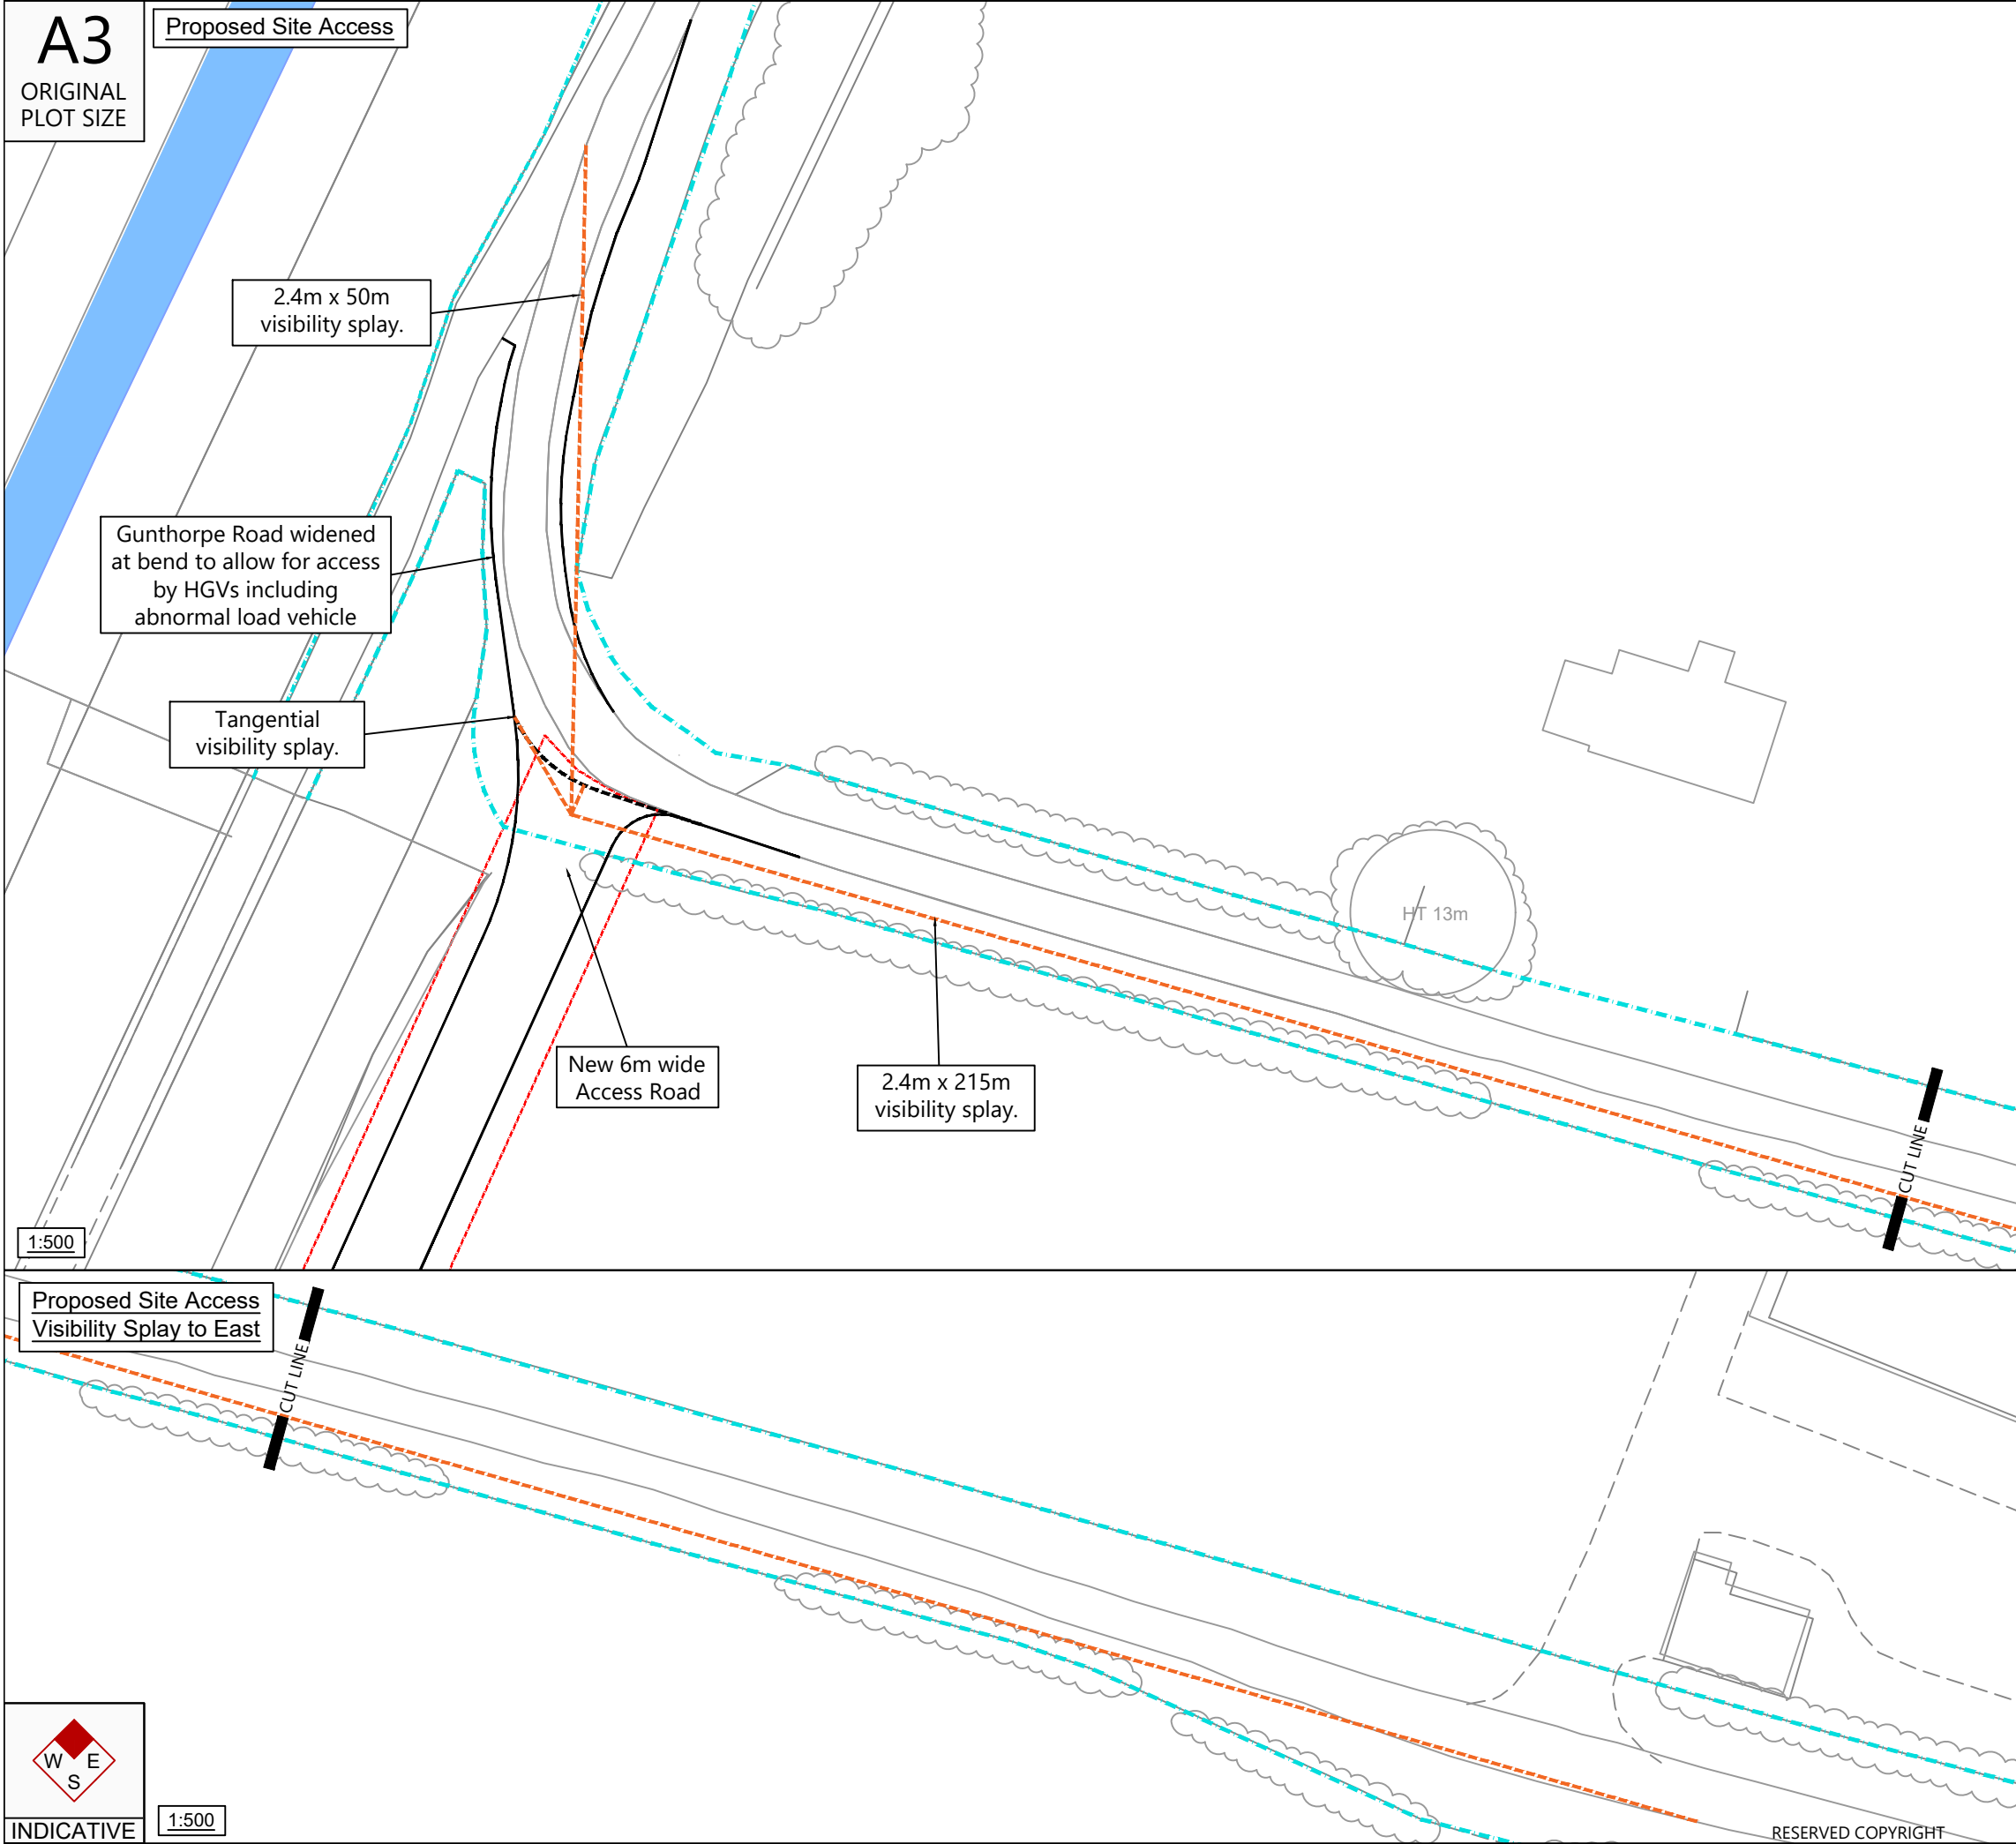 A3
ORIGINAL
PLOT SIZE
Proposed Site Access
2.4m x 50m
visibility splay.
Gunthorpe Road widened
at bend to allow for access
by HGVs including
abnormal load vehicle
Tangential
visibility splay.
HT 13m
New 6m wide
Access Road
2.4m x 215m
visibility splay.
CUT LINE
1:500
Proposed Site Access
Visibility Splay to East
CUT LINE
W E
S
INDICATIVE
1:500
RESERVED COPYRIGHT